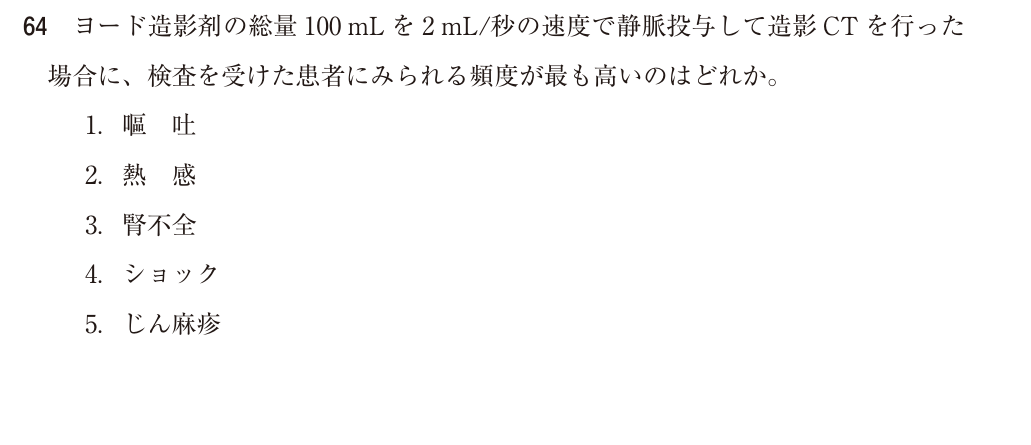 64 ヨード造影剤の総量 100 mL を 2 mL/秒の速度で静脈投与して造影 CT を行った
場合に、検査を受けた患者にみられる頻度が最も高いのはどれか。
1. 嘔 吐
2. 熱 感
3. 腎不全
4. ショック
5. じん麻疹